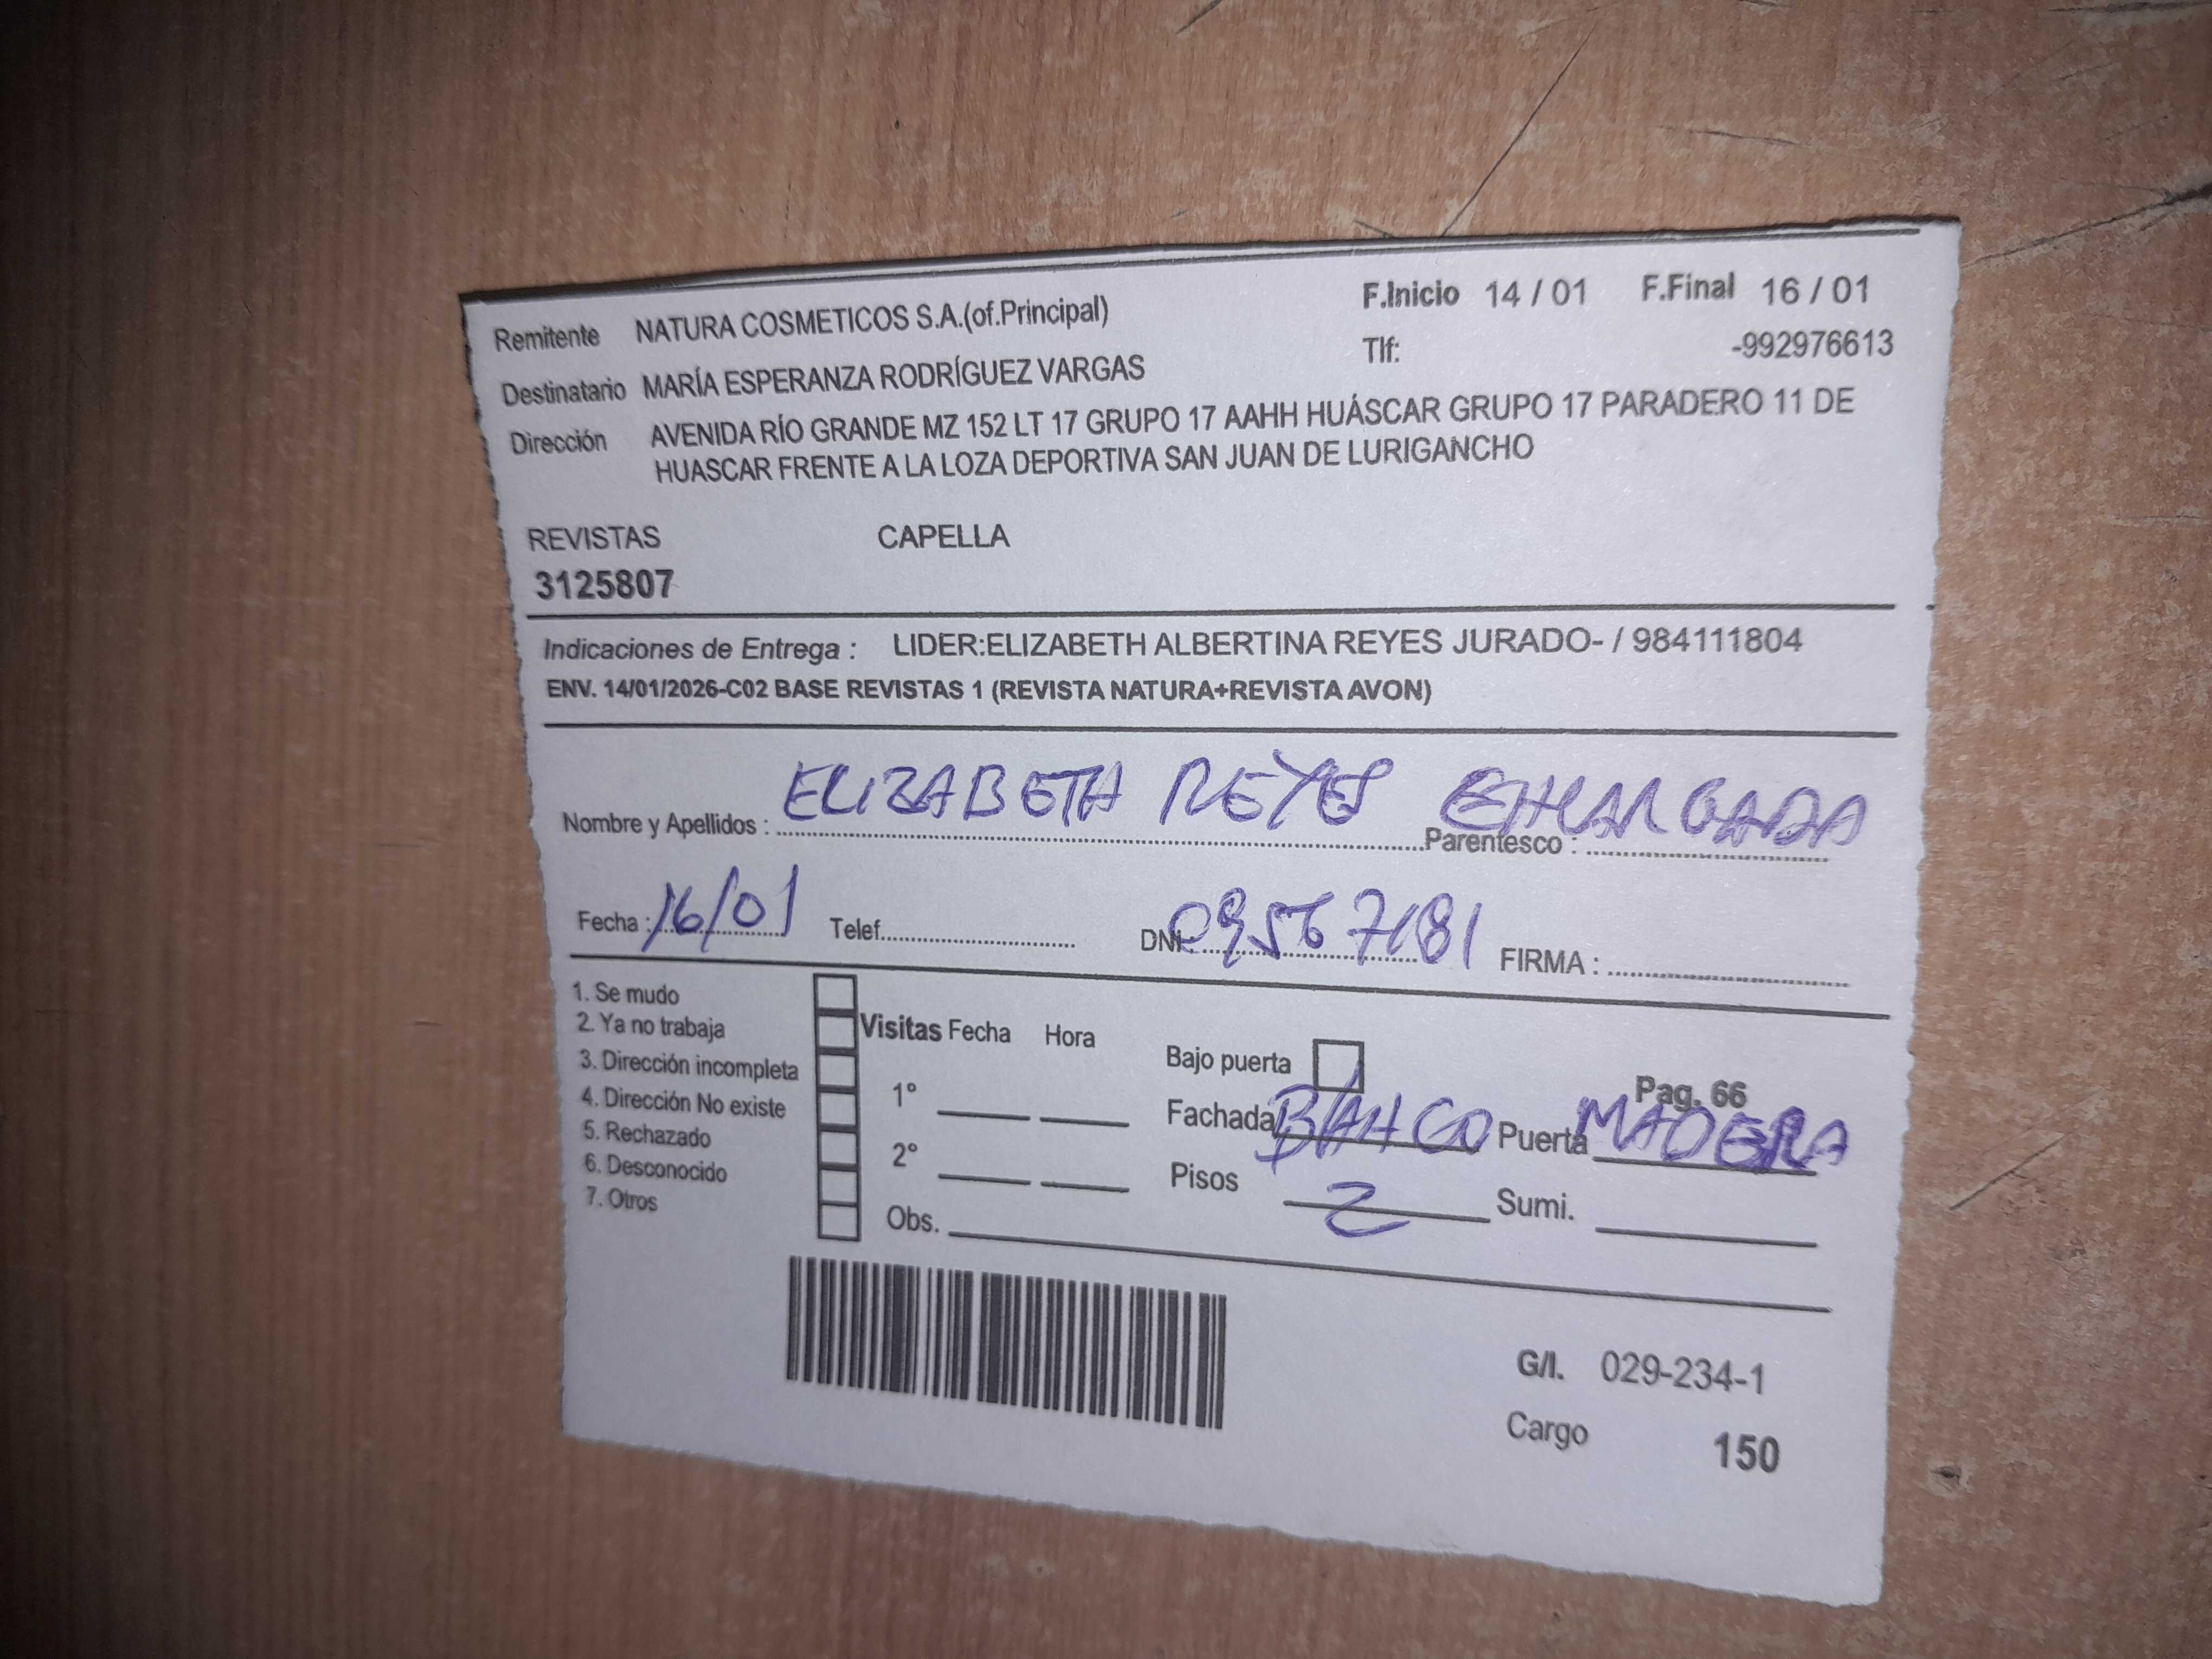 Remitente NATURA COSMETICOS S.A.(of.Principal) F.Inicio 14 / 01 F.Final 16 / 01
Destinatario MARÍA ESPERANZA RODRÍGUEZ VARGAS Tlf: -992976613
Dirección AVENIDA RÍO GRANDE MZ 152 LT 17 GRUPO 17 AAHH HUÁSCAR GRUPO 17 PARADERO 11 DE
HUASCAR FRENTE A LA LOZA DEPORTIVA SAN JUAN DE LURIGANCHO
REVISTAS CAPELLA
3125807
Indicaciones de Entrega : LIDER:ELIZABETH ALBERTINA REYES JURADO- / 984111804
ENV. 14/01/2026-C02 BASE REVISTAS 1 (REVISTA NATURA+REVISTA AVON)
Nombre y Apellidos : ELIZABETH REYES Parentesco : ENCARGADA
Fecha : 16/01 Telef. DNI: 09567181 FIRMA :
1. Se mudo
2. Ya no trabaja
3. Dirección incompleta
4. Dirección No existe
5. Rechazado
6. Desconocido
7. Otros
Visitas Fecha Hora
1°
2°
Obs.
Bajo puerta
Pag. 66
Fachada BLANCO Puerta MADERA
Pisos 2 Sumi.
G/I. 029-234-1
Cargo 150